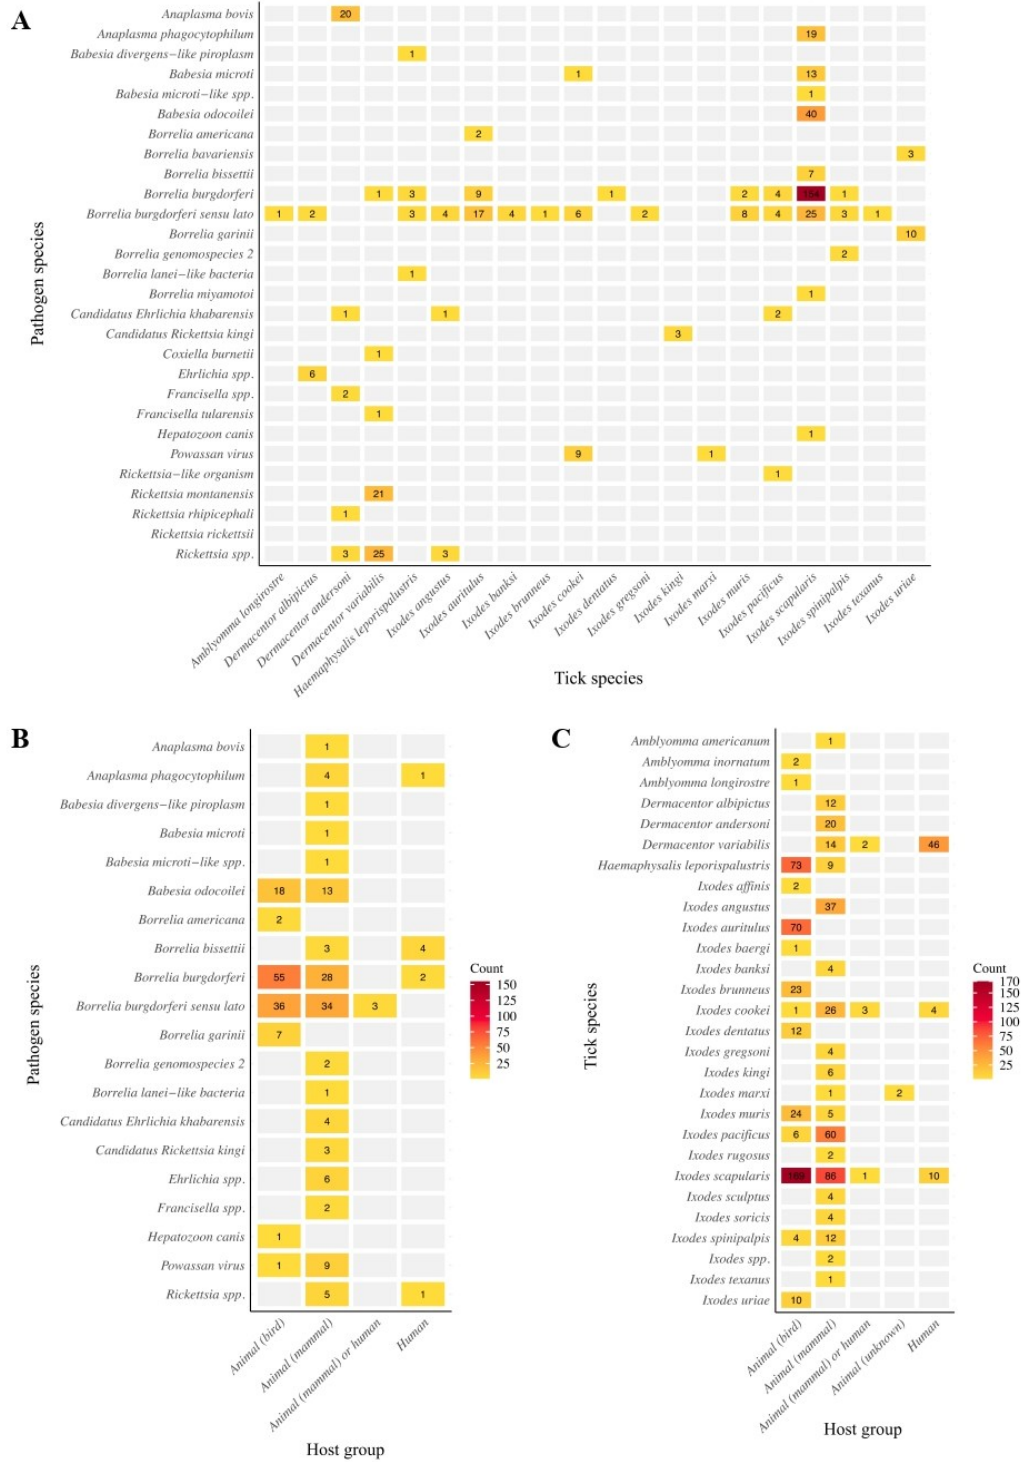 A
Pathogen species
Anaplasma bovis 20
Anaplasma phagocytophilum 19
Babesia divergens−like piroplasm 1
Babesia microti 1 13
Babesia microti−like spp. 1
Babesia odocoilei 40
Borrelia americana 2
Borrelia bavariensis 3
Borrelia bissettii 7
Borrelia burgdorferi 1 3 9 1 2 4 1
Borrelia burgdorferi sensu lato 1 2 3 4 17 4 1 6 2 8 4 25 3 1
Borrelia garinii 10
Borrelia genomospecies 2 2
Borrelia lanei−like bacteria 1
Borrelia miyamotoi 1
Candidatus Ehrlichia khabarensis 1 1 2
Candidatus Rickettsia kingi 3
Coxiella burnetii 1
Ehrlichia spp. 6
Francisella spp. 2
Francisella tularensis 1
Hepatozoon canis 1
Powassan virus 9 1
Rickettsia−like organism 1
Rickettsia montanensis 21
Rickettsia rhipicephali 1
Rickettsia rickettsii
Rickettsia spp. 3 25 3
Amblyomma longirostre
Dermacentor albipictus
Dermacentor andersoni
Dermacentor variabilis
Haemaphysalis leporispalustris
Ixodes angustus
Ixodes auritulus
Ixodes banksi
Ixodes brunneus
Ixodes cookei
Ixodes dentatus
Ixodes gregsoni
Ixodes kingi
Ixodes marxi
Ixodes muris
Ixodes pacificus
Ixodes scapularis
Ixodes spinipalpis
Ixodes texanus
Ixodes uriae
Tick species
B
Pathogen species
Anaplasma bovis 1
Anaplasma phagocytophilum 4 1
Babesia divergens−like piroplasm 1
Babesia microti 1
Babesia microti−like spp. 1
Babesia odocoilei 18 13
Borrelia americana 2
Borrelia bissettii 3 4
Borrelia burgdorferi 55 28 2
Borrelia burgdorferi sensu lato 36 34 3
Borrelia garinii 7
Borrelia genomospecies 2 2
Borrelia lanei−like bacteria 1
Candidatus Ehrlichia khabarensis 4
Candidatus Rickettsia kingi 3
Ehrlichia spp. 6
Francisella spp. 2
Hepatozoon canis 1
Powassan virus 1 9
Rickettsia spp. 5 1
Animal (bird)
Animal (mammal)
Animal (mammal) or human
Human
Host group
Count
150
125
100
75
50
25
C
Tick species
Amblyomma americanum 1
Amblyomma inornatum 2
Amblyomma longirostre 1
Dermacentor albipictus 12
Dermacentor andersoni 20
Dermacentor variabilis 14 2 46
Haemaphysalis leporispalustris 73 9
Ixodes affinis 2
Ixodes angustus 37
Ixodes auritulus 70
Ixodes baergi 1
Ixodes banksi 4
Ixodes brunneus 23
Ixodes cookei 1 26 3 4
Ixodes dentatus 12
Ixodes gregsoni 4
Ixodes kingi 6
Ixodes marxi 1 2
Ixodes muris 24 5
Ixodes pacificus 6 60
Ixodes rugosus 2
Ixodes scapularis 86 1 10
Ixodes sculptus 4
Ixodes soricis 4
Ixodes spinipalpis 4 12
Ixodes spp. 2
Ixodes texanus 1
Ixodes uriae 10
Animal (bird)
Animal (mammal)
Animal (mammal) or human
Animal (unknown)
Human
Host group
Count
170
150
125
100
75
50
25